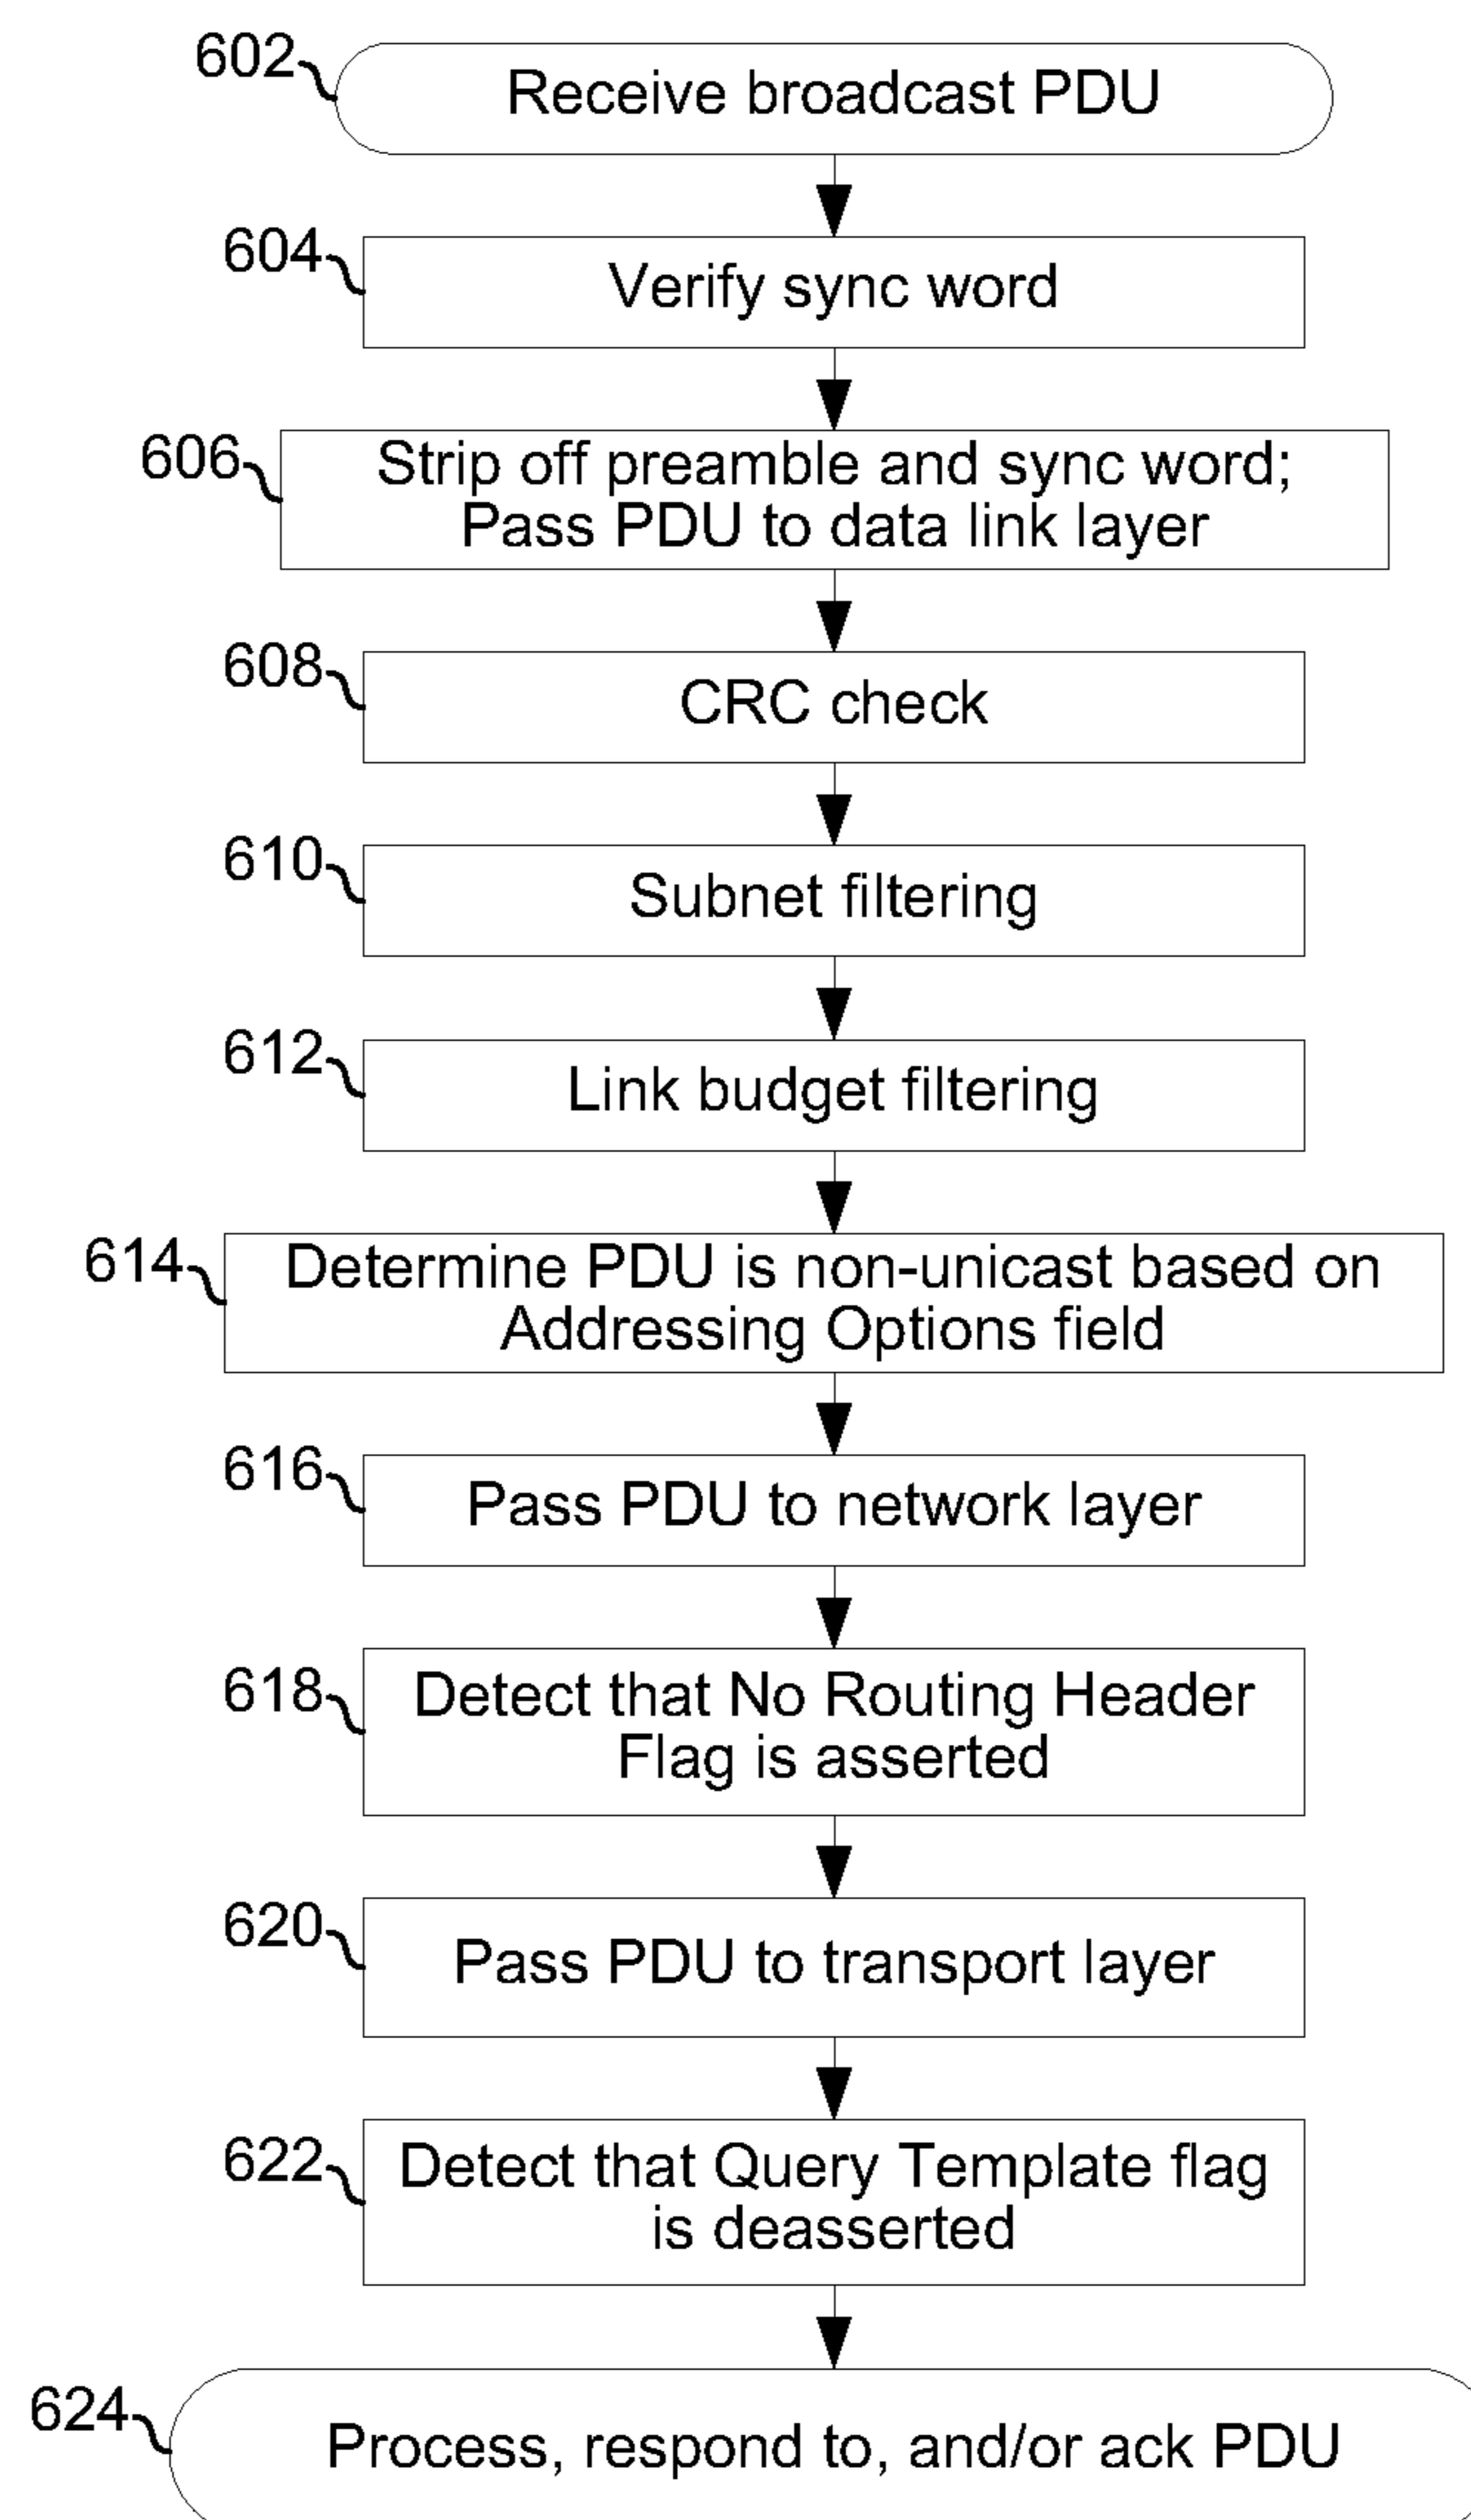 602
Receive broadcast PDU
604
Verify sync word
606
Strip off preamble and sync word;
Pass PDU to data link layer
608
CRC check
610
Subnet filtering
612
Link budget filtering
614
Determine PDU is non-unicast based on
Addressing Options field
616
Pass PDU to network layer
618
Detect that No Routing Header
Flag is asserted
620
Pass PDU to transport layer
622
Detect that Query Template flag
is deasserted
624
Process, respond to, and/or ack PDU